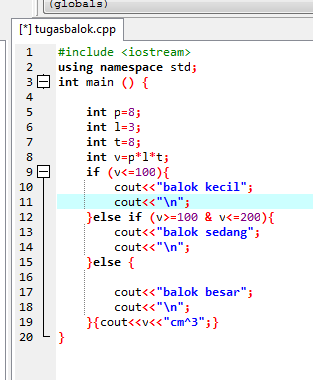 (globals)
[*] tugasbalok.cpp
1 #include <iostream>
2 using namespace std;
3 int main () {
4
5 int p=8;
6 int l=3;
7 int t=8;
8 int v=p*l*t;
9 if (v<=100){
10 cout<<"balok kecil";
11 cout<<"\n";
12 }else if (v>=100 & v<=200){
13 cout<<"balok sedang";
14 cout<<"\n";
15 }else {
16
17 cout<<"balok besar";
18 cout<<"\n";
19 }{cout<<v<<"cm^3";}
20 }